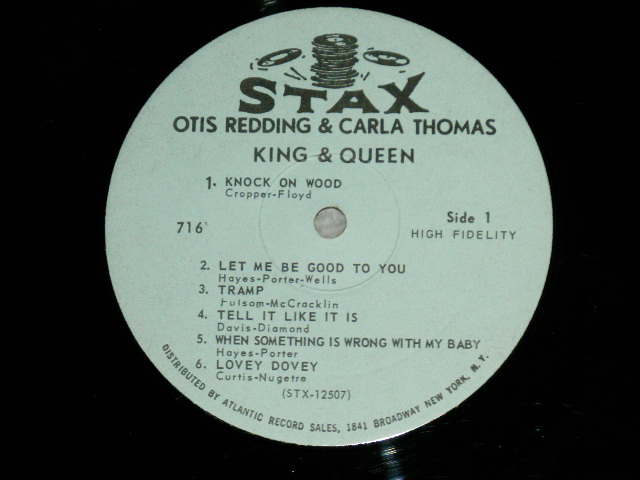 STAX
OTIS REDDING & CARLA THOMAS
KING & QUEEN
1. KNOCK ON WOOD
Cropper-Floyd
716
Side 1
HIGH FIDELITY
2. LET ME BE GOOD TO YOU
Hayes-Porter-Wells
3. TRAMP
Fulsom-McCracklin
4. TELL IT LIKE IT IS
Davis-Diamond
5. WHEN SOMETHING IS WRONG WITH MY BABY
Hayes-Porter
6. LOVEY DOVEY
Curtis-Nugetre
(STX-12507)
DISTRIBUTED BY ATLANTIC RECORD SALES, 1841 BROADWAY NEW YORK, N. Y.